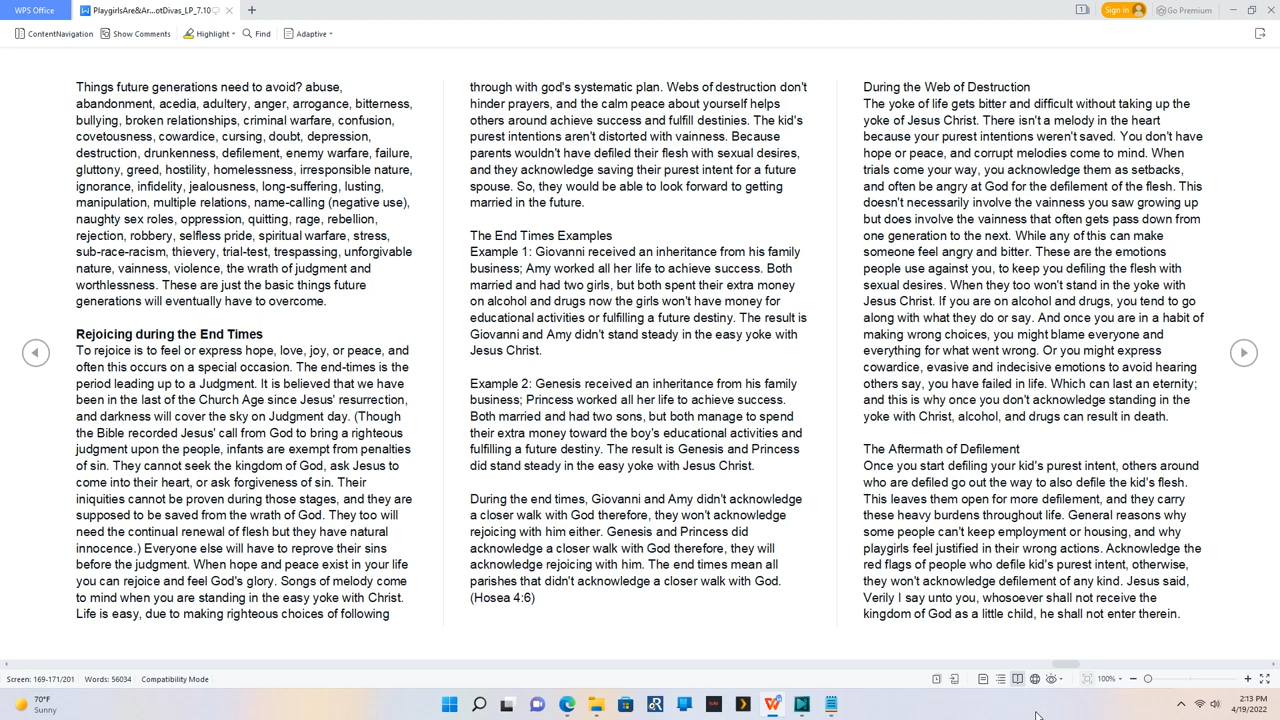 WPS Office
PlaygirlsAre&Ar...otDivas_LP_7.10
1
Sign in
Go Premium
ContentNavigation
Show Comments
Highlight
Find
Adaptive
Things future generations need to avoid? abuse,
abandonment, acedia, adultery, anger, arrogance, bitterness,
bullying, broken relationships, criminal warfare, confusion,
covetousness, cowardice, cursing, doubt, depression,
destruction, drunkenness, defilement, enemy warfare, failure,
gluttony, greed, hostility, homelessness, irresponsible nature,
ignorance, infidelity, jealousness, long-suffering, lusting,
manipulation, multiple relations, name-calling (negative use),
naughty sex roles, oppression, quitting, rage, rebellion,
rejection, robbery, selfless pride, spiritual warfare, stress,
sub-race-racism, thievery, trial-test, trespassing, unforgivable
nature, vainness, violence, the wrath of judgment and
worthlessness. These are just the basic things future
generations will eventually have to overcome.
Rejoicing during the End Times
To rejoice is to feel or express hope, love, joy, or peace, and
often this occurs on a special occasion. The end-times is the
period leading up to a Judgment. It is believed that we have
been in the last of the Church Age since Jesus' resurrection,
and darkness will cover the sky on Judgment day. (Though
the Bible recorded Jesus' call from God to bring a righteous
judgment upon the people, infants are exempt from penalties
of sin. They cannot seek the kingdom of God, ask Jesus to
come into their heart, or ask forgiveness of sin. Their
iniquities cannot be proven during those stages, and they are
supposed to be saved from the wrath of God. They too will
need the continual renewal of flesh but they have natural
innocence.) Everyone else will have to reprove their sins
before the judgment. When hope and peace exist in your life
you can rejoice and feel God's glory. Songs of melody come
to mind when you are standing in the easy yoke with Christ.
Life is easy, due to making righteous choices of following
through with god's systematic plan. Webs of destruction don't
hinder prayers, and the calm peace about yourself helps
others around achieve success and fulfill destinies. The kid's
purest intentions aren't distorted with vainness. Because
parents wouldn't have defiled their flesh with sexual desires,
and they acknowledge saving their purest intent for a future
spouse. So, they would be able to look forward to getting
married in the future.
The End Times Examples
Example 1: Giovanni received an inheritance from his family
business; Amy worked all her life to achieve success. Both
married and had two girls, but both spent their extra money
on alcohol and drugs now the girls won't have money for
educational activities or fulfilling a future destiny. The result is
Giovanni and Amy didn't stand steady in the easy yoke with
Jesus Christ.
Example 2: Genesis received an inheritance from his family
business; Princess worked all her life to achieve success.
Both married and had two sons, but both manage to spend
their extra money toward the boy's educational activities and
fulfilling a future destiny. The result is Genesis and Princess
did stand steady in the easy yoke with Jesus Christ.
During the end times, Giovanni and Amy didn't acknowledge
a closer walk with God therefore, they won't acknowledge
rejoicing with him either. Genesis and Princess did
acknowledge a closer walk with God therefore, they will
acknowledge rejoicing with him. The end times mean all
parishes that didn't acknowledge a closer walk with God.
(Hosea 4:6)
During the Web of Destruction
The yoke of life gets bitter and difficult without taking up the
yoke of Jesus Christ. There isn't a melody in the heart
because your purest intentions weren't saved. You don't have
hope or peace, and corrupt melodies come to mind. When
trials come your way, you acknowledge them as setbacks,
and often be angry at God for the defilement of the flesh. This
doesn't necessarily involve the vainness you saw growing up
but does involve the vainness that often gets pass down from
one generation to the next. While any of this can make
someone feel angry and bitter. These are the emotions
people use against you, to keep you defiling the flesh with
sexual desires. When they too won't stand in the yoke with
Jesus Christ. If you are on alcohol and drugs, you tend to go
along with what they do or say. And once you are in a habit of
making wrong choices, you might blame everyone and
everything for what went wrong. Or you might express
cowardice, evasive and indecisive emotions to avoid hearing
others say, you have failed in life. Which can last an eternity;
and this is why once you don't acknowledge standing in the
yoke with Christ, alcohol, and drugs can result in death.
The Aftermath of Defilement
Once you start defiling your kid's purest intent, others around
who are defiled go out the way to also defile the kid's flesh.
This leaves them open for more defilement, and they carry
these heavy burdens throughout life. General reasons why
some people can't keep employment or housing, and why
playgirls feel justified in their wrong actions. Acknowledge the
red flags of people who defile kid's purest intent, otherwise,
they won't acknowledge defilement of any kind. Jesus said,
Verily I say unto you, whosoever shall not receive the
kingdom of God as a little child, he shall not enter therein.
Screen: 169-171/201
Words: 56034
Compatibility Mode
100%
70°F
Sunny
2:13 PM
4/19/2022